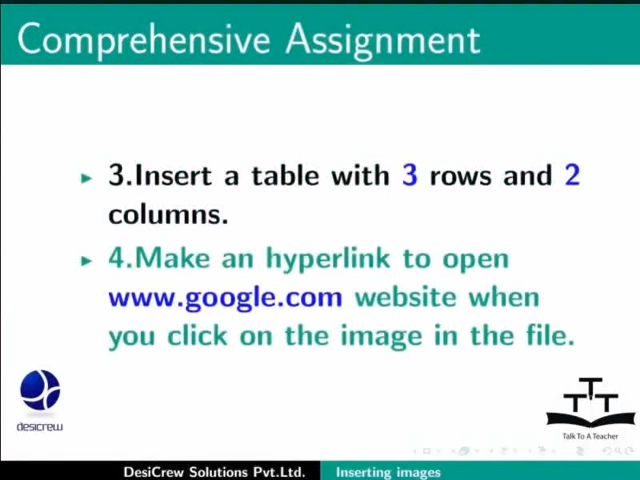 Comprehensive Assignment
3.Insert a table with 3 rows and 2
columns.
4.Make an hyperlink to open
www.google.com website when
you click on the image in the file.
desicrew
TTT
Talk To A Teacher
DesiCrew Solutions Pvt.Ltd.
Inserting images